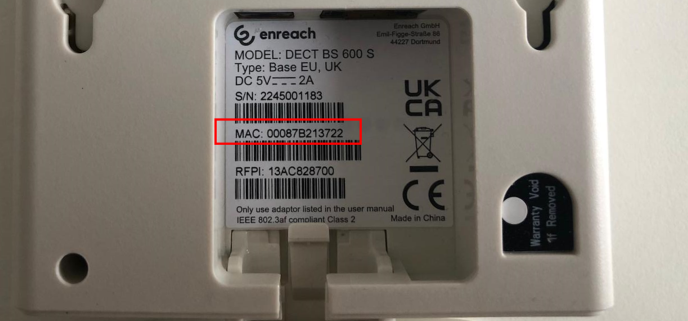 enreach
Enreach GmbH
Emil-Figge-Straße 86
44227 Dortmund
MODEL: DECT BS 600 S
Type: Base EU, UK
DC 5V⎓2A
S/N: 2245001183
UK
CA
MAC: 00087B213722
RFPI: 13AC828700
CE
Only use adaptor listed in the user manual
IEEE 802.3af compliant Class 2
Made in China
Warranty Void
If Removed